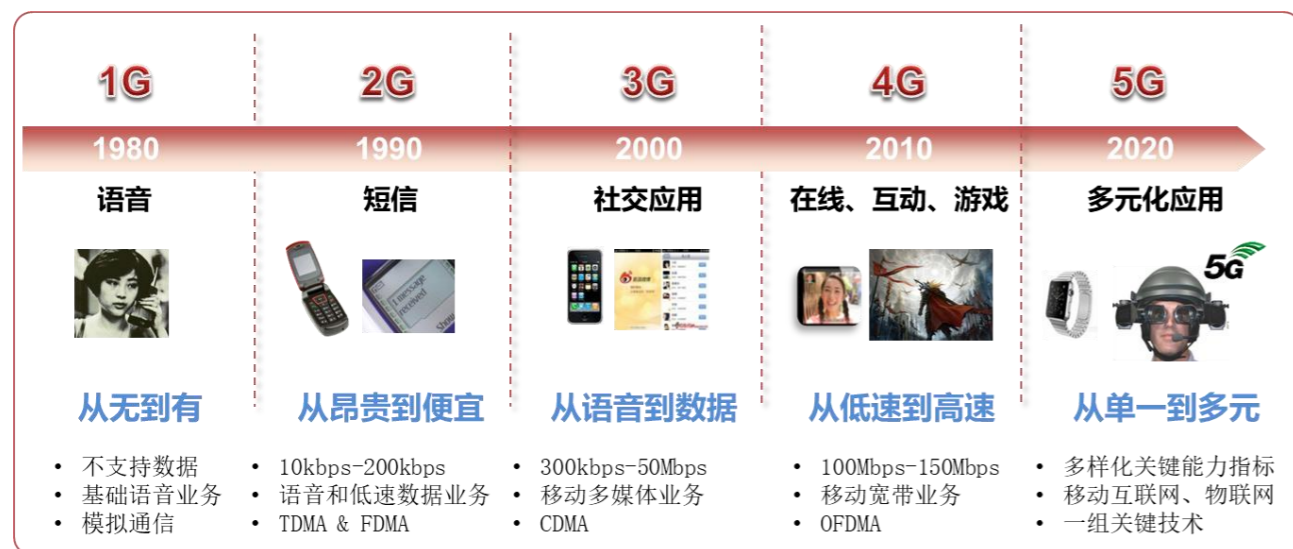 1G
2G
3G
4G
5G
1980
1990
2000
2010
2020
语音
短信
社交应用
在线、互动、游戏
多元化应用
1 message
received
5G
从无到有
从昂贵到便宜
从语音到数据
从低速到高速
从单一到多元
• 不支持数据
• 基础语音业务
• 模拟通信
• 10kbps-200kbps
• 语音和低速数据业务
• TDMA & FDMA
• 300kbps-50Mbps
• 移动多媒体业务
• CDMA
• 100Mbps-150Mbps
• 移动宽带业务
• OFDMA
• 多样化关键能力指标
• 移动互联网、物联网
• 一组关键技术